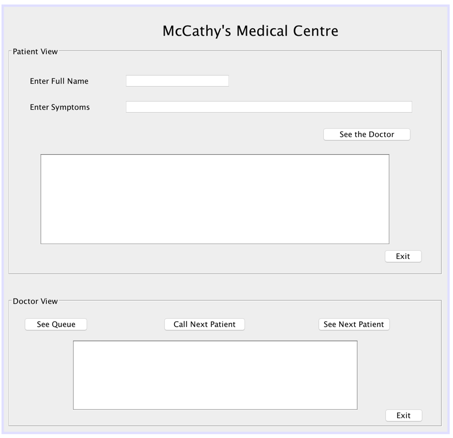 McCathy's Medical Centre
Patient View
Enter Full Name
Enter Symptoms
See the Doctor
Exit
Doctor View
See Queue Call Next Patient See Next Patient
Exit